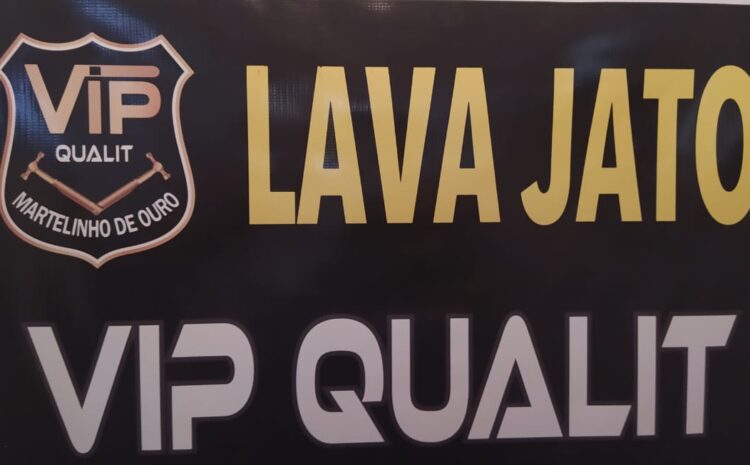 VIP
QUALIT
MARTELINHO DE OURO
LAVA JATO
VIP QUALIT